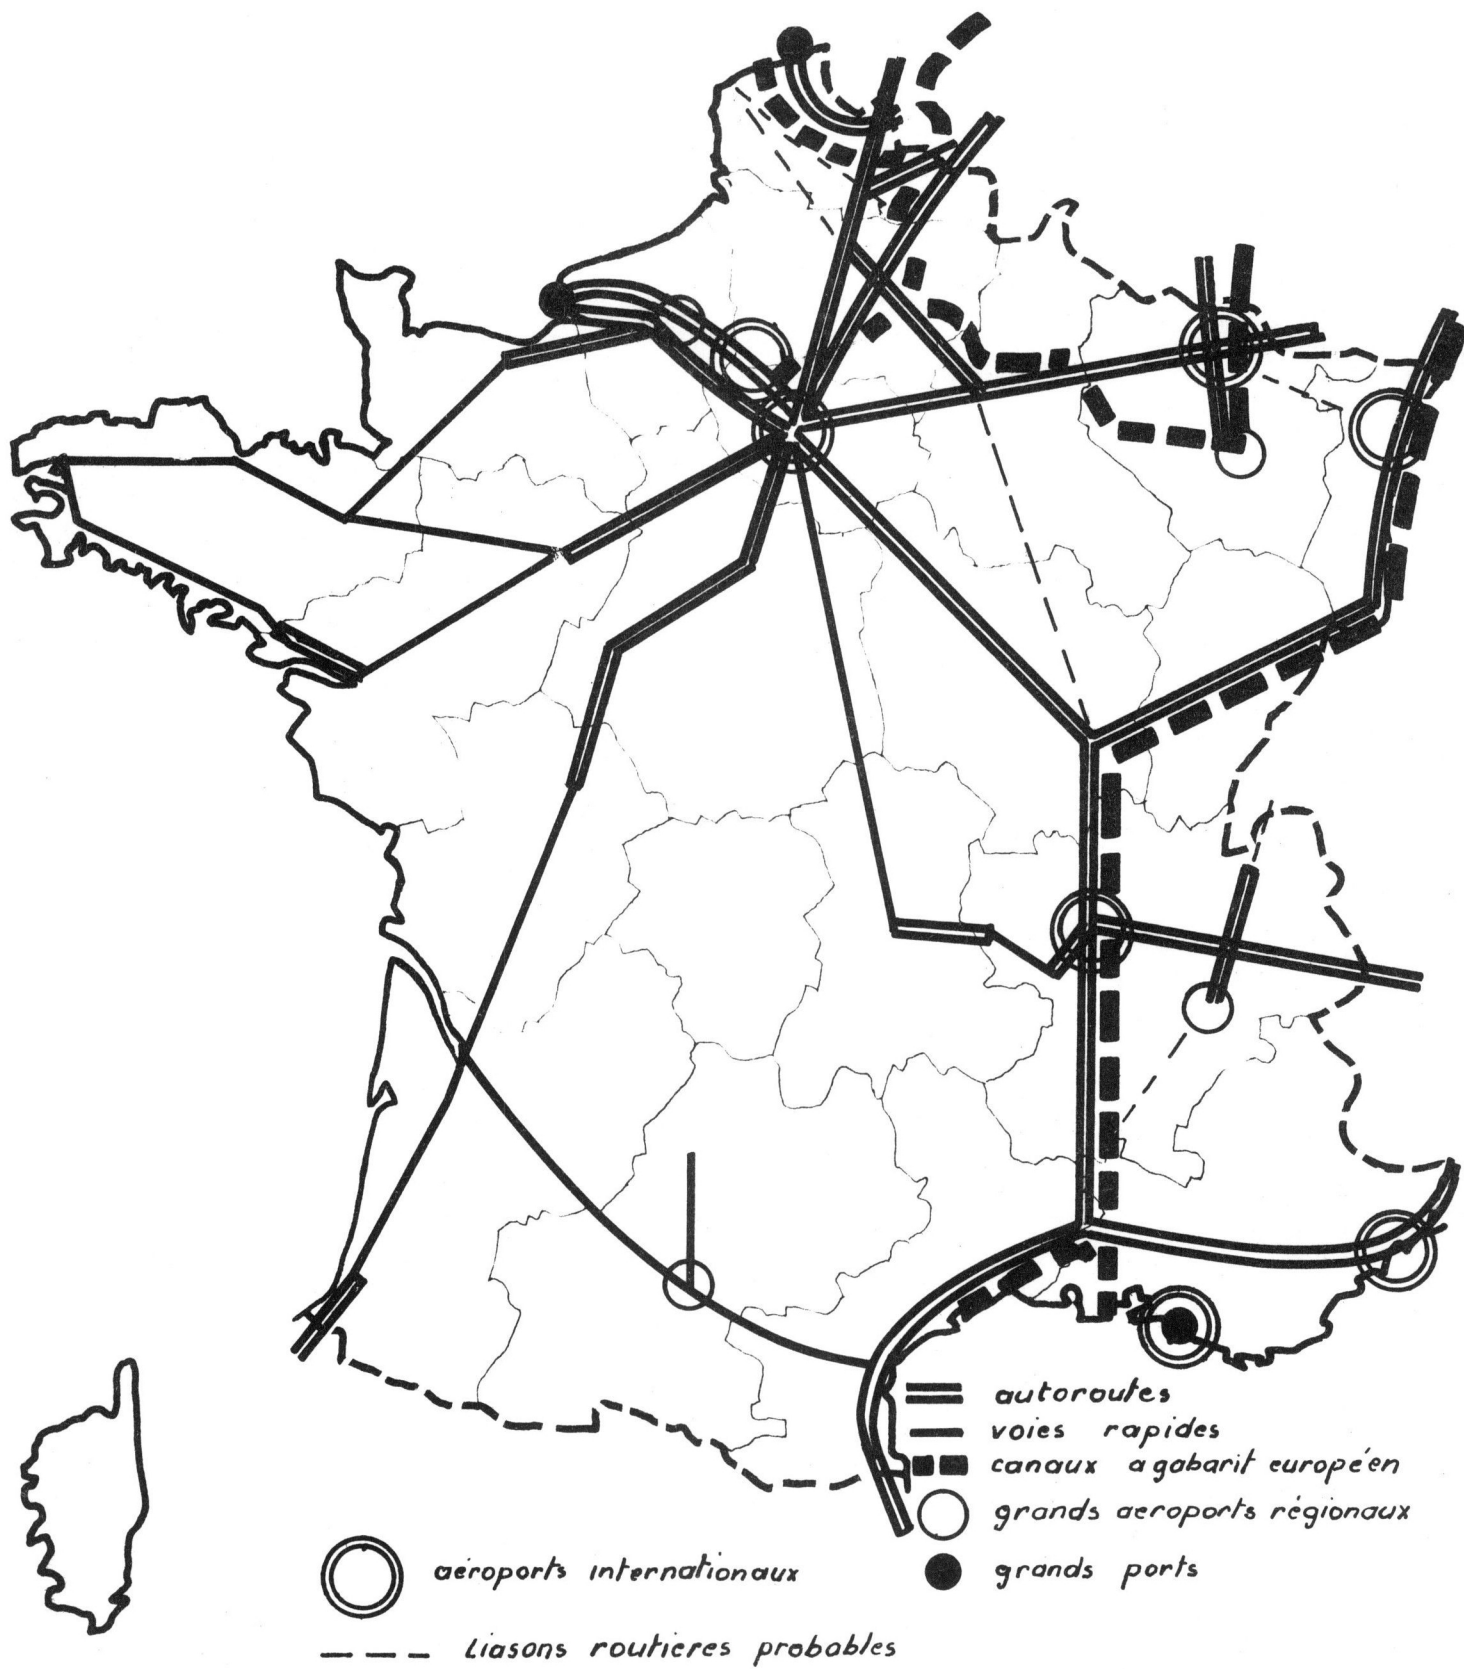 autoroutes
voies rapides
canaux a gabarit européen
grands aeroports régionaux
grands ports
aéroports internationaux
Liasons routieres probables